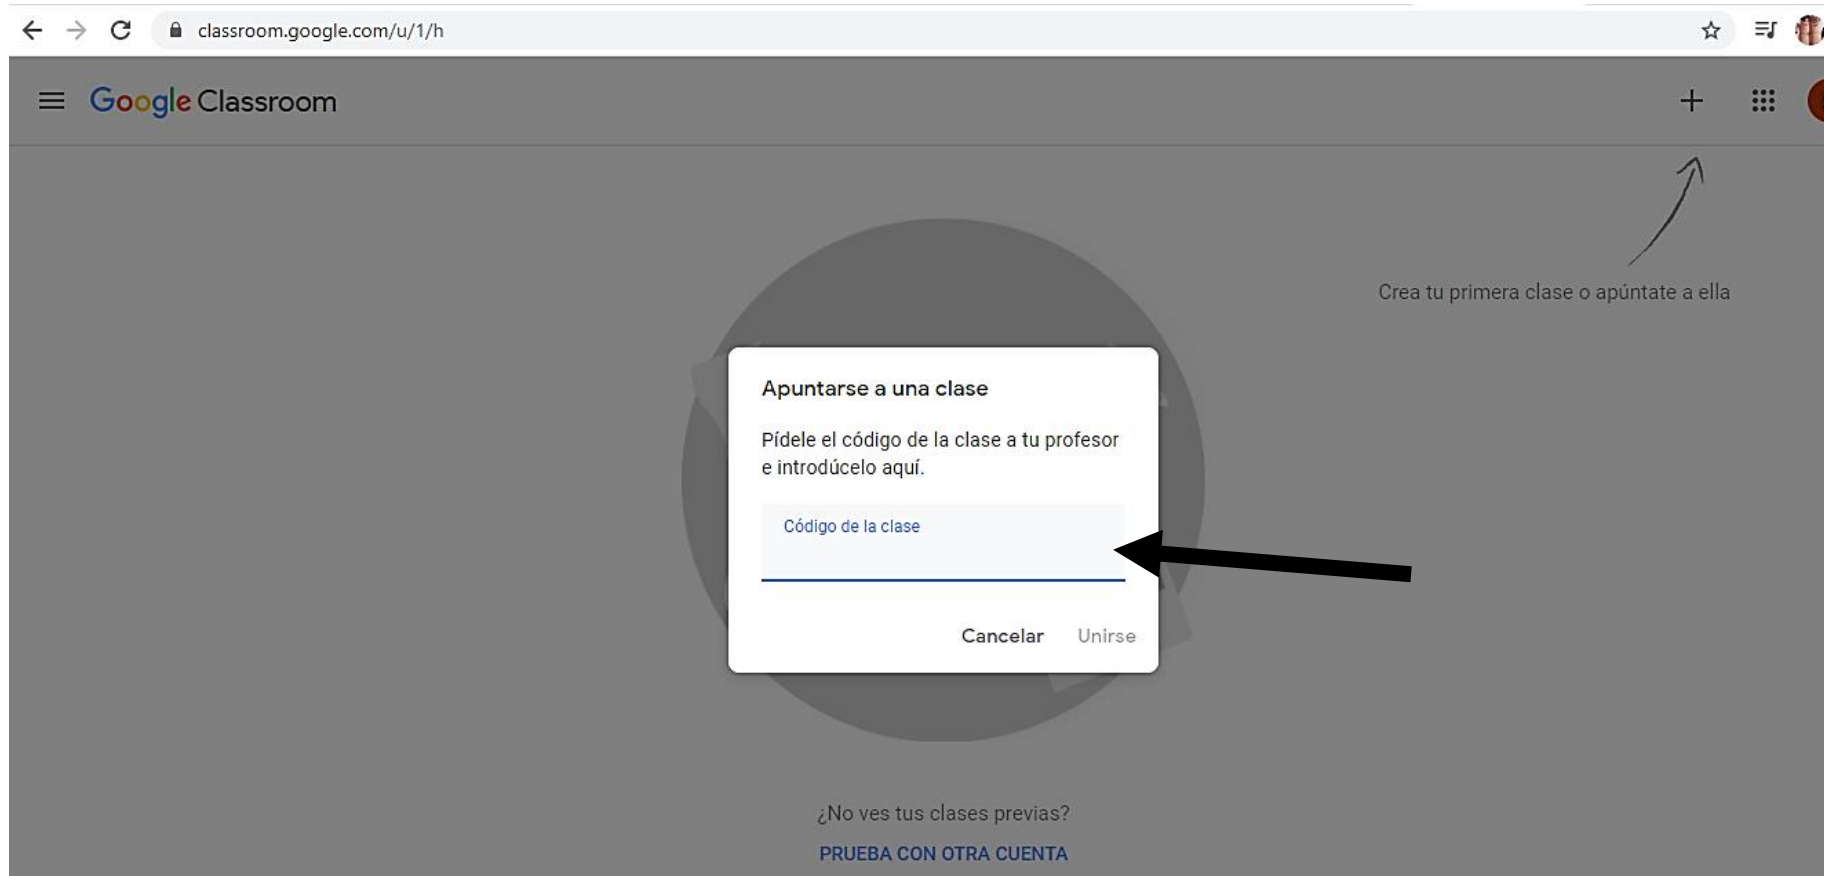 classroom.google.com/u/1/h
Google Classroom
Crea tu primera clase o apúntate a ella
Apuntarse a una clase
Pídele el código de la clase a tu profesor
e introdúcelo aquí.
Código de la clase
Cancelar Unirse
¿No ves tus clases previas?
PRUEBA CON OTRA CUENTA